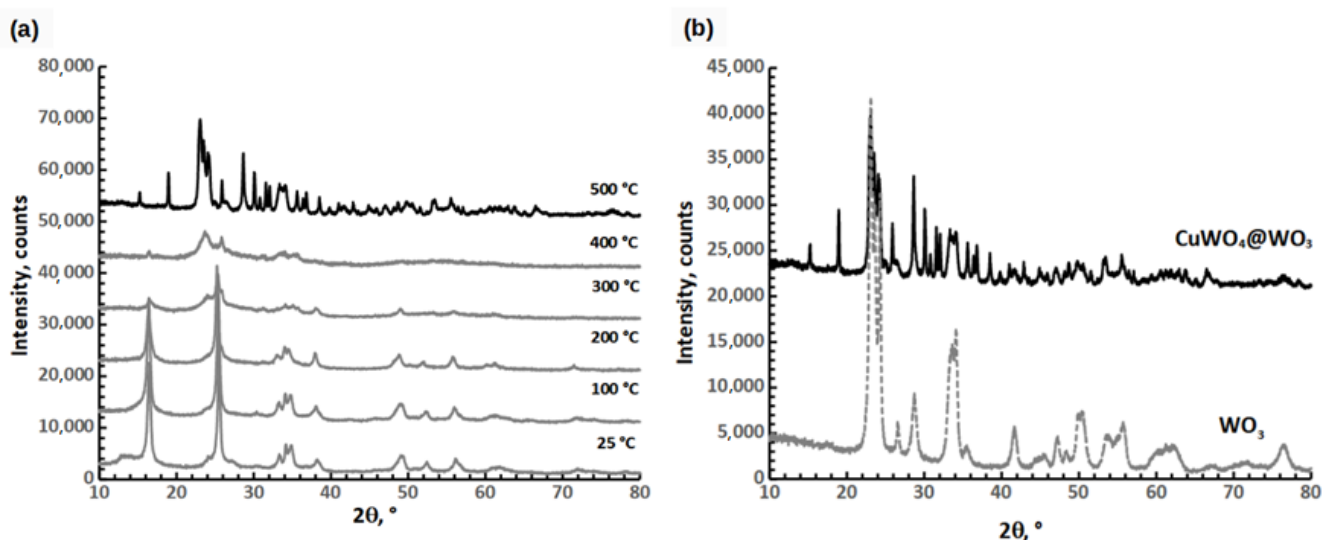 (a)
80,000
70,000
60,000
50,000
40,000
30,000
20,000
10,000
0
Intensity, counts
500 °C
400 °C
300 °C
200 °C
100 °C
25 °C
10 20 30 40 50 60 70 80
2θ, °
(b)
45,000
40,000
35,000
30,000
25,000
20,000
15,000
10,000
5,000
0
Intensity, counts
CuWO₄@WO₃
WO₃
10 20 30 40 50 60 70 80
2θ, °